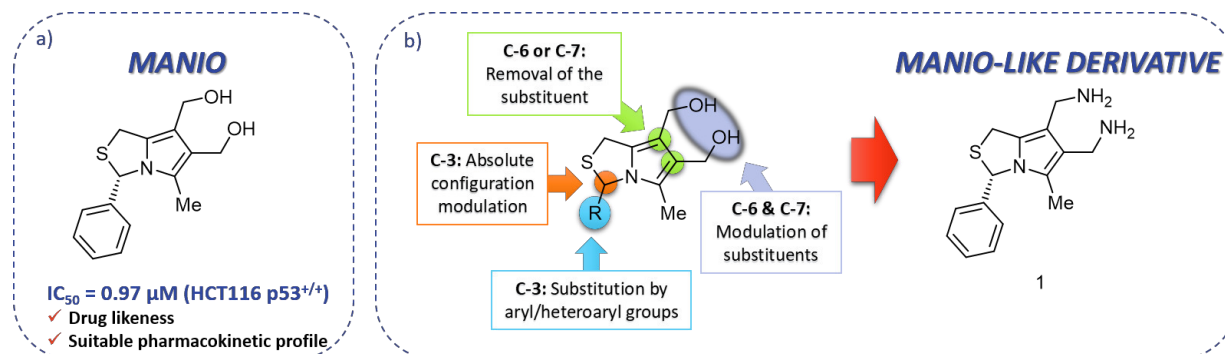 a)
MANIO
OH
OH
S
N
Me
IC50 = 0.97 µM (HCT116 p53+/+)
✓ Drug likeness
✓ Suitable pharmacokinetic profile
b)
C-6 or C-7:
Removal of the
substituent
C-3: Absolute
configuration
modulation
OH
OH
S
N
R
Me
C-6 & C-7:
Modulation of
substituents
C-3: Substitution by
aryl/heteroaryl groups
MANIO-LIKE DERIVATIVE
NH2
NH2
S
N
Me
1